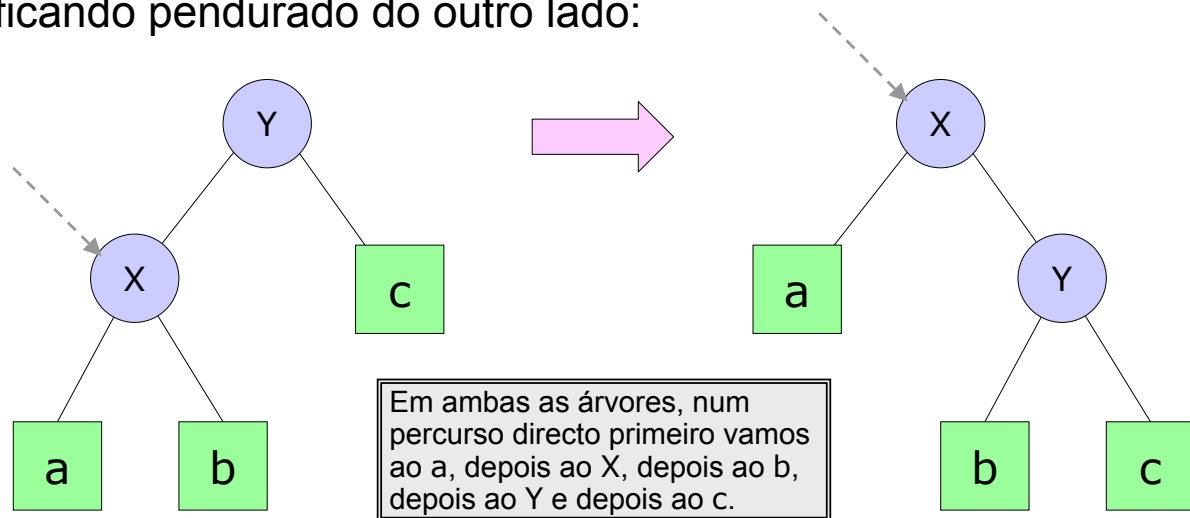 ficando pendurado do outro lado:
Y
X
c
a
b
X
a
Y
b
c
Em ambas as árvores, num
percurso directo primeiro vamos
ao a, depois ao X, depois ao b,
depois ao Y e depois ao c.